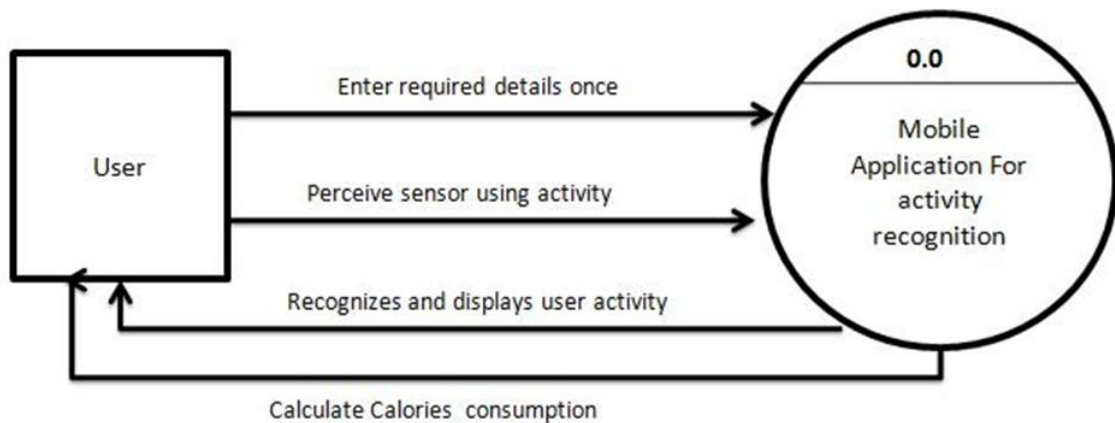 0.0
Enter required details once
Mobile
Application For
activity
recognition
User
Perceive sensor using activity
Recognizes and displays user activity
Calculate Calories consumption